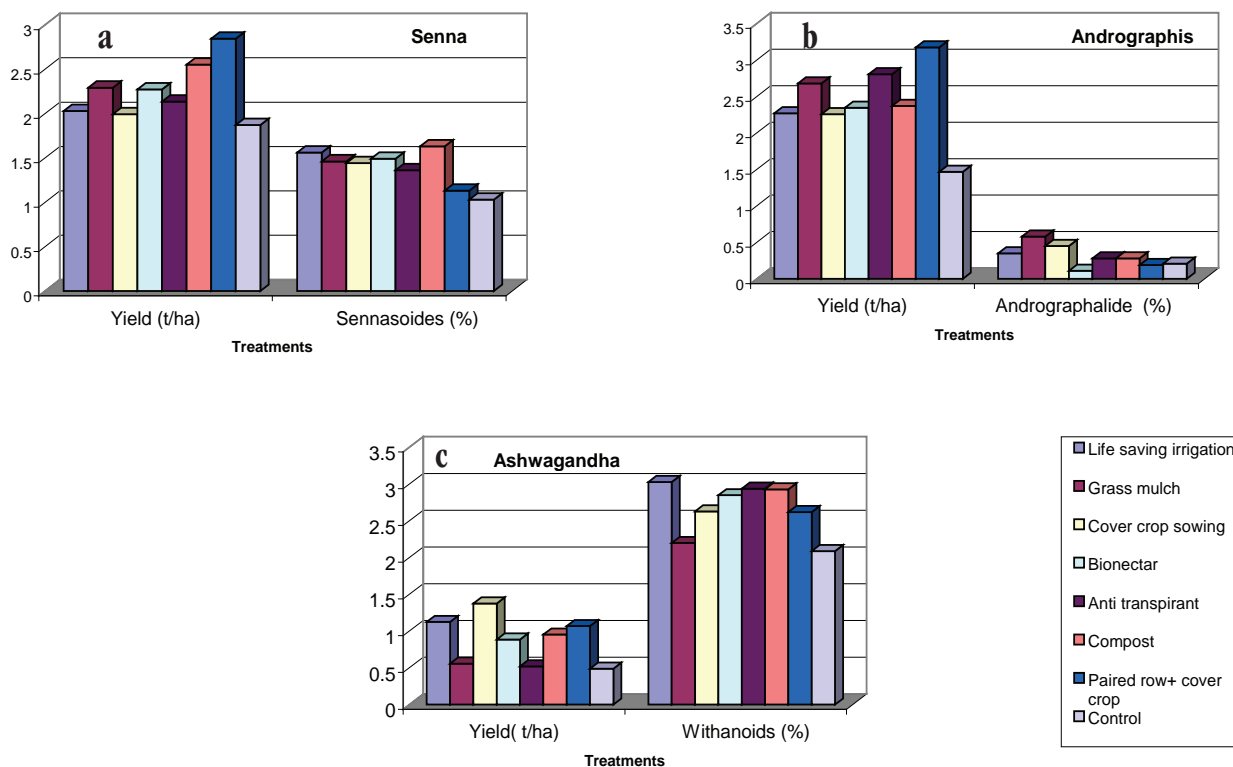 a
Senna
3
2.5
2
1.5
1
0.5
0
Yield (t/ha) Sennasoides (%)
Treatments
b
Andrographis
3.5
3
2.5
2
1.5
1
0.5
0
Yield (t/ha) Andrographalide (%)
Treatments
c
Ashwagandha
3.5
3
2.5
2
1.5
1
0.5
0
Yield( t/ha) Withanoids (%)
Treatments
Life saving irrigation
Grass mulch
Cover crop sowing
Bionectar
Anti transpirant
Compost
Paired row+ cover
crop
Control